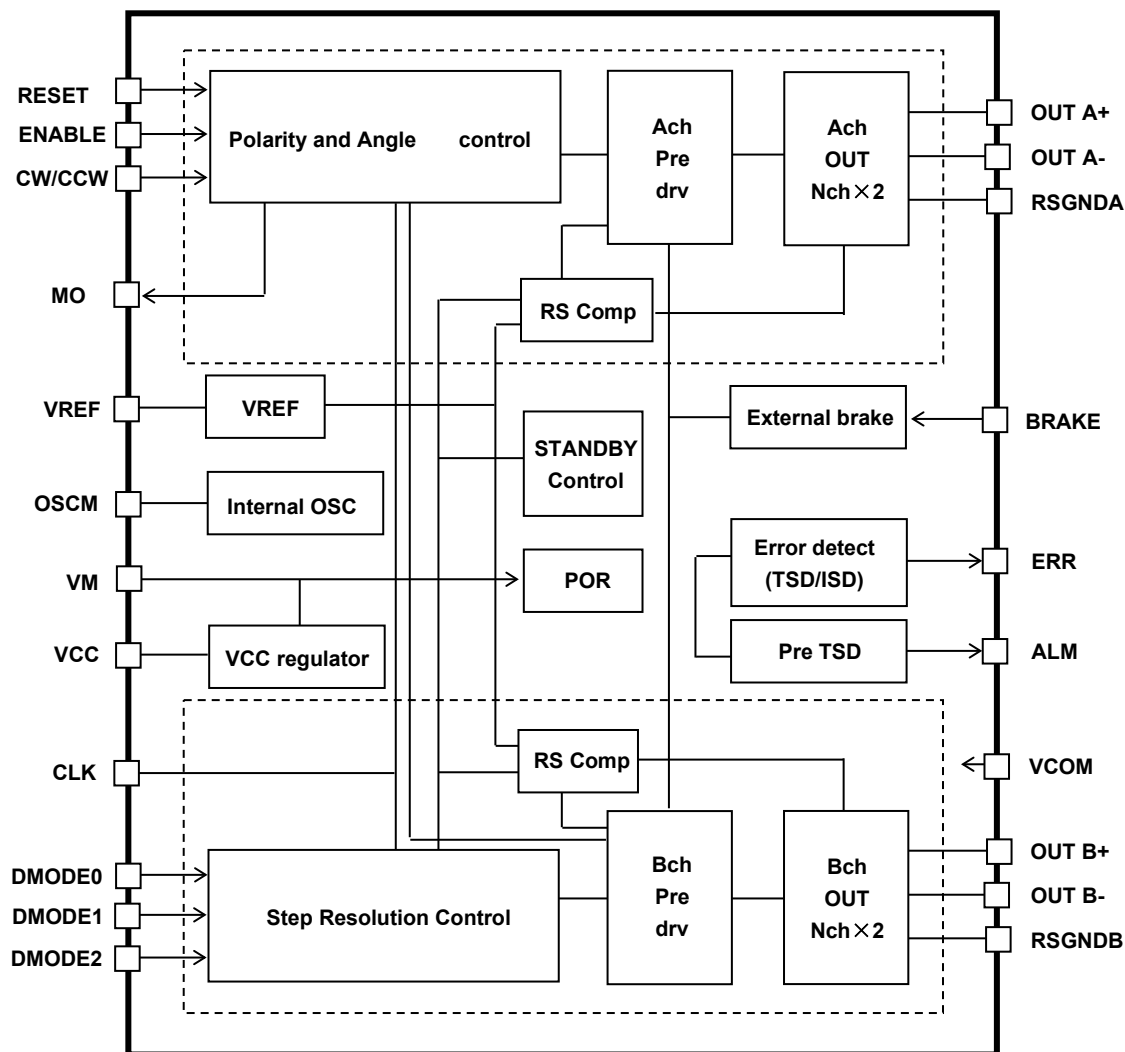 RESET
ENABLE
CW/CCW
MO
VREF
OSCM
VM
VCC
CLK
DMODE0
DMODE1
DMODE2
Polarity and Angle control
Ach
Pre
drv
Ach
OUT
Nch×2
RS Comp
VREF
STANDBY
Control
External brake
Internal OSC
POR
Error detect
(TSD/ISD)
VCC regulator
Pre TSD
RS Comp
Step Resolution Control
Bch
Pre
drv
Bch
OUT
Nch×2
OUT A+
OUT A-
RSGNDA
BRAKE
ERR
ALM
VCOM
OUT B+
OUT B-
RSGNDB